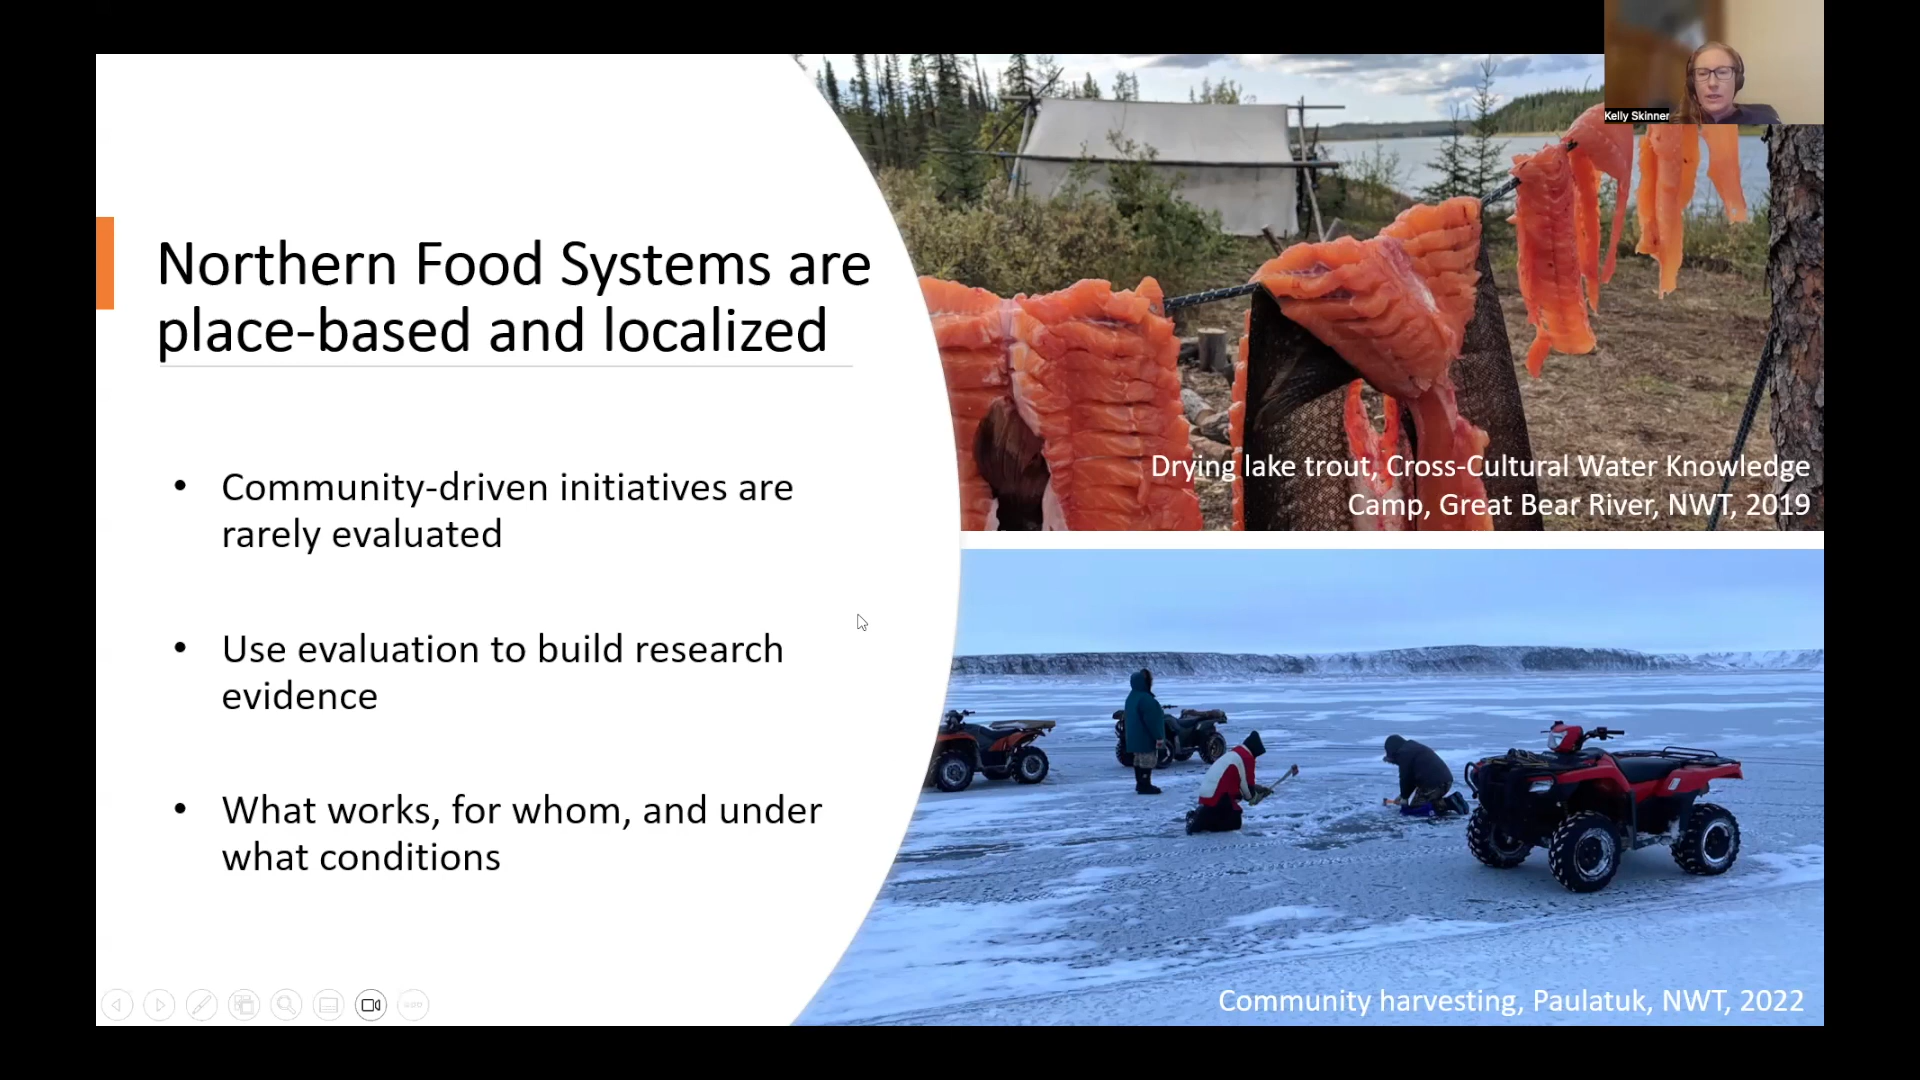 Kelly Skinner
Northern Food Systems are
place-based and localized
• Community-driven initiatives are
rarely evaluated
• Use evaluation to build research
evidence
• What works, for whom, and under
what conditions
Drying lake trout, Cross-Cultural Water Knowledge
Camp, Great Bear River, NWT, 2019
Community harvesting, Paulatuk, NWT, 2022